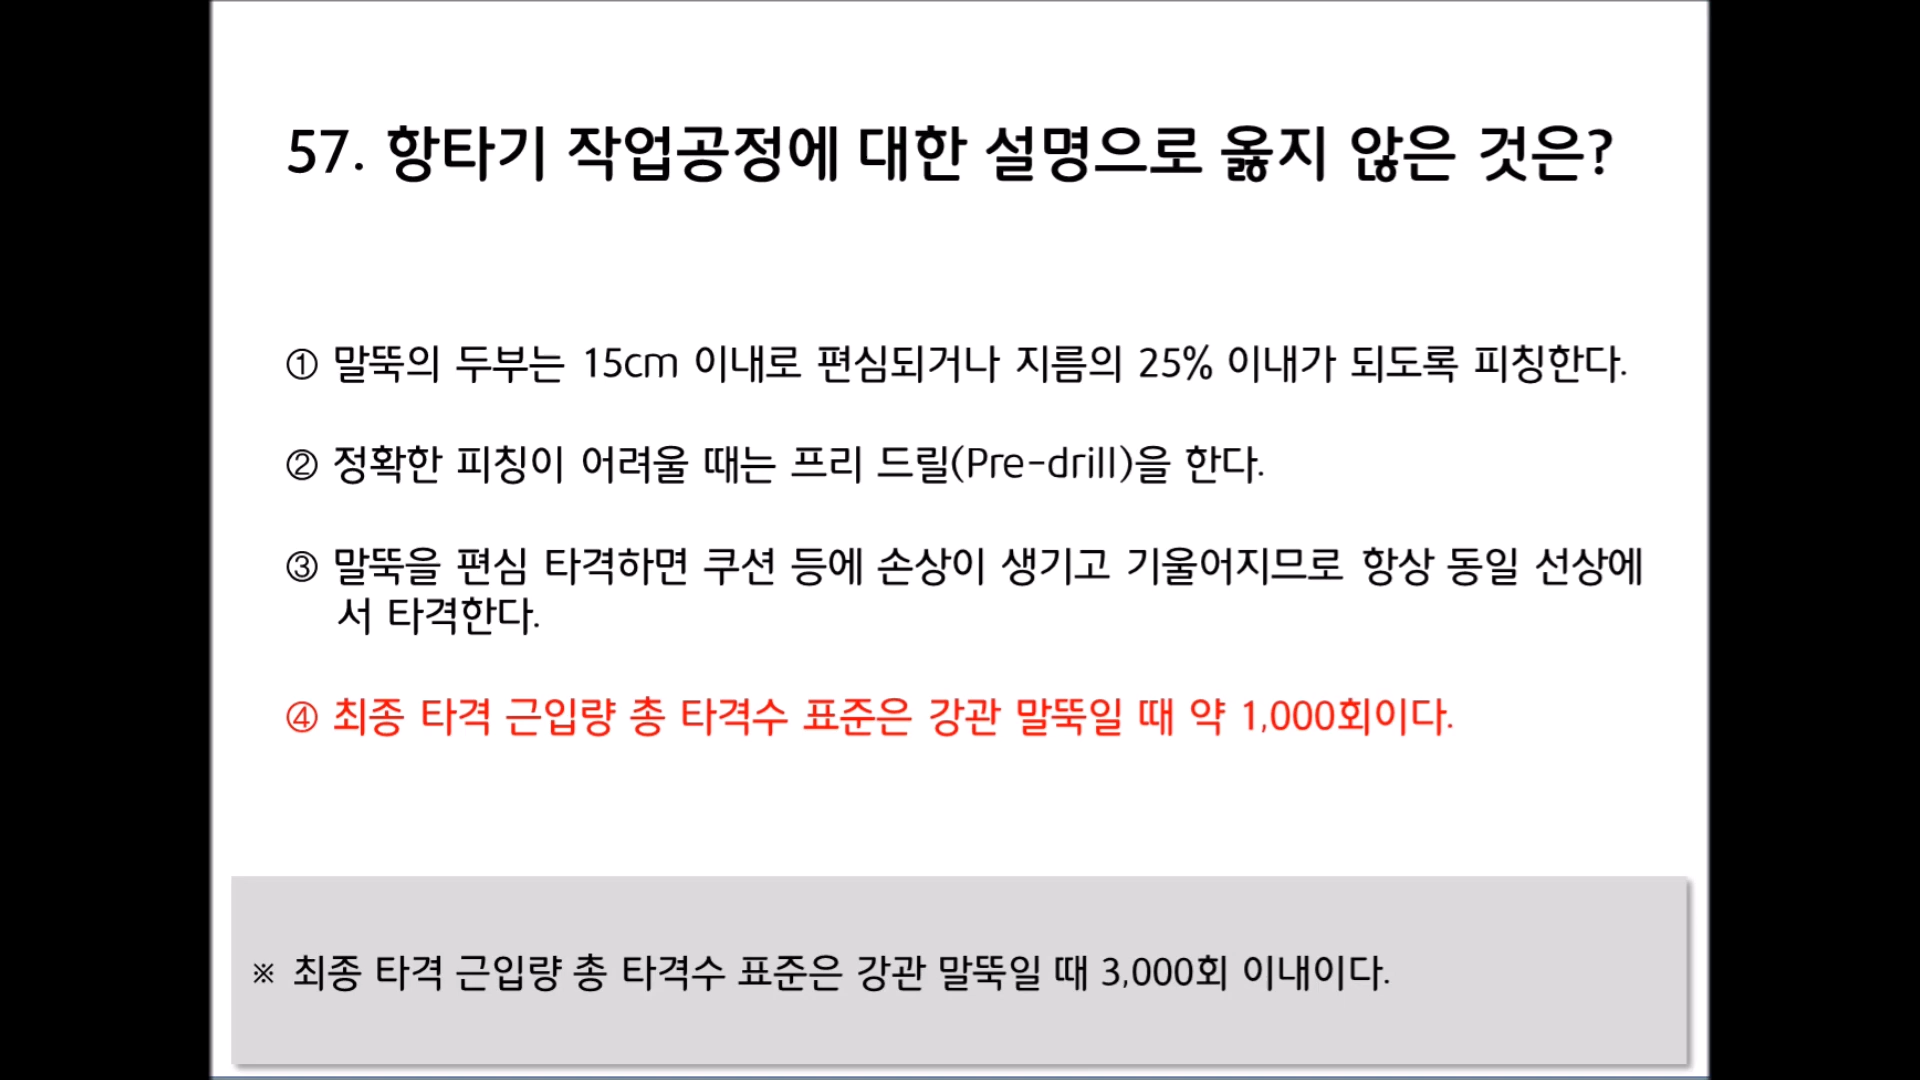 57. 항타기 작업공정에 대한 설명으로 옳지 않은 것은?
① 말뚝의 두부는 15cm 이내로 편심되거나 지름의 25% 이내가 되도록 피칭한다.
② 정확한 피칭이 어려울 때는 프리 드릴(Pre-drill)을 한다.
③ 말뚝을 편심 타격하면 쿠션 등에 손상이 생기고 기울어지므로 항상 동일 선상에
서 타격한다.
④ 최종 타격 근입량 총 타격수 표준은 강관 말뚝일 때 약 1,000회이다.
※ 최종 타격 근입량 총 타격수 표준은 강관 말뚝일 때 3,000회 이내이다.